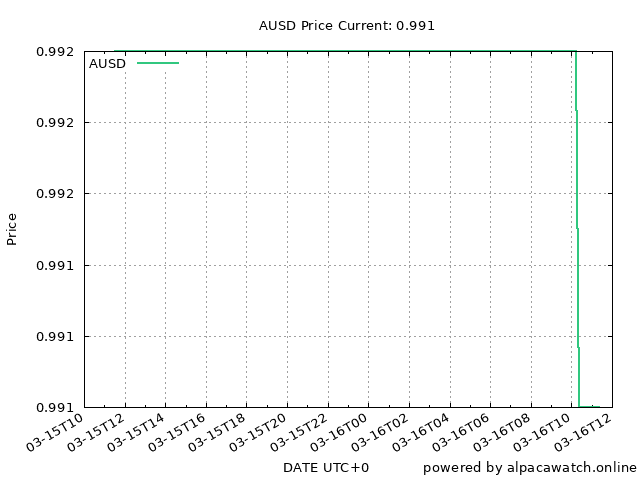 AUSD Price Current: 0.991
0.992
AUSD
0.992
0.992
Price
0.991
0.991
0.991
03-15T10
03-15T12
03-15T14
03-15T16
03-15T18
03-15T20
03-15T22
03-16T00
03-16T02
03-16T04
03-16T06
03-16T08
03-16T10
03-16T12
DATE UTC+0
powered by alpacawatch.online